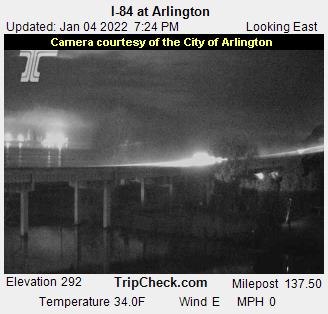 I-84 at Arlington
Updated: Jan 04 2022 7:24 PM Looking East
Camera courtesy of the City of Arlington
Elevation 292 TripCheck.com Milepost 137.50
Temperature 34.0F Wind E MPH 0